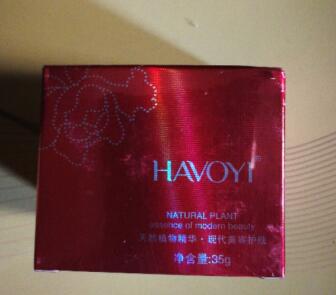 HAVOYI®
NATURAL PLANT
essence of modern beauty
天然植物精华·现代美容护肤
净含量:35g